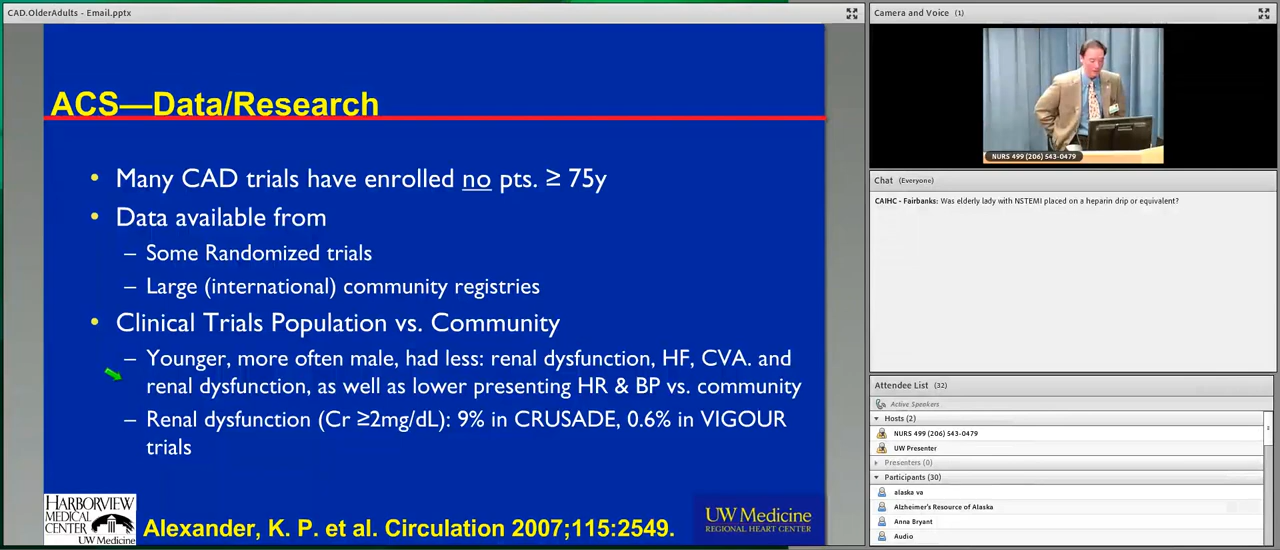 CAD.OlderAdults - Email.pptx
ACS—Data/Research
• Many CAD trials have enrolled no pts. ≥ 75y
• Data available from
– Some Randomized trials
– Large (international) community registries
• Clinical Trials Population vs. Community
– Younger, more often male, had less: renal dysfunction, HF, CVA. and
renal dysfunction, as well as lower presenting HR & BP vs. community
– Renal dysfunction (Cr ≥2mg/dL): 9% in CRUSADE, 0.6% in VIGOUR
trials
HARBORVIEW
MEDICAL
CENTER
UW Medicine
Alexander, K. P. et al. Circulation 2007;115:2549.
UW Medicine
REGIONAL HEART CENTER
Camera and Voice (1)
NURS 499 (206) 543-0479
Chat (Everyone)
CAIHC - Fairbanks: Was elderly lady with NSTEMI placed on a heparin drip or equivalent?
Attendee List (32)
Active Speakers
Hosts (2)
NURS 499 (206) 543-0479
UW Presenter
Presenters (0)
Participants (30)
alaska va
Alzheimer's Resource of Alaska
Anna Bryant
Audio